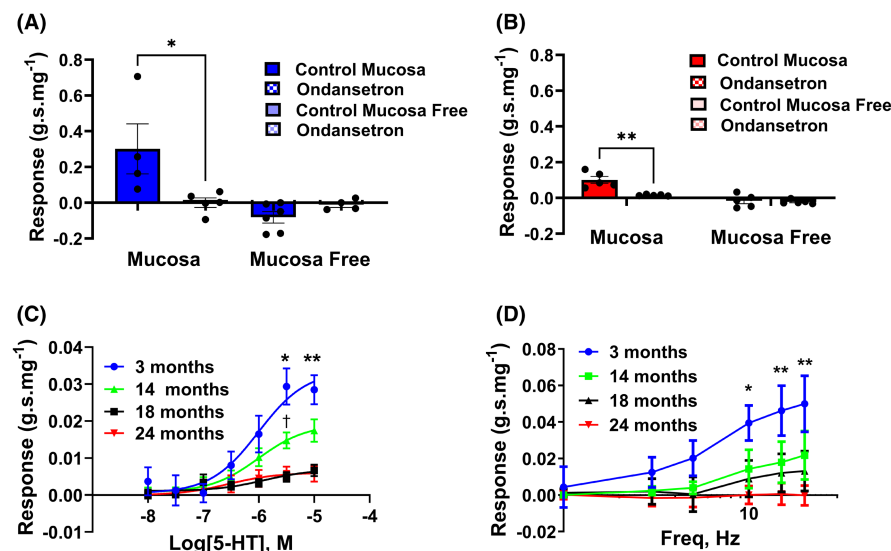 (A)
*
Control Mucosa
Ondansetron
Control Mucosa Free
Ondansetron
Response (g.s.mg⁻¹)
0.8
0.6
0.4
0.2
0.0
-0.2
Mucosa
Mucosa Free
(B)
**
Control Mucosa
Ondansetron
Control Mucosa Free
Ondansetron
Response (g.s.mg⁻¹)
0.8
0.6
0.4
0.2
0.0
-0.2
Mucosa
Mucosa Free
(C)
3 months
14 months
18 months
24 months
* **
†
Response (g.s.mg⁻¹)
0.04
0.03
0.02
0.01
0.00
-0.01
-8 -7 -6 -5 -4
Log[5-HT], M
(D)
3 months
14 months
18 months
24 months
* ** **
Response (g.s.mg⁻¹)
0.08
0.06
0.04
0.02
0.00
-0.02
10
Freq, Hz